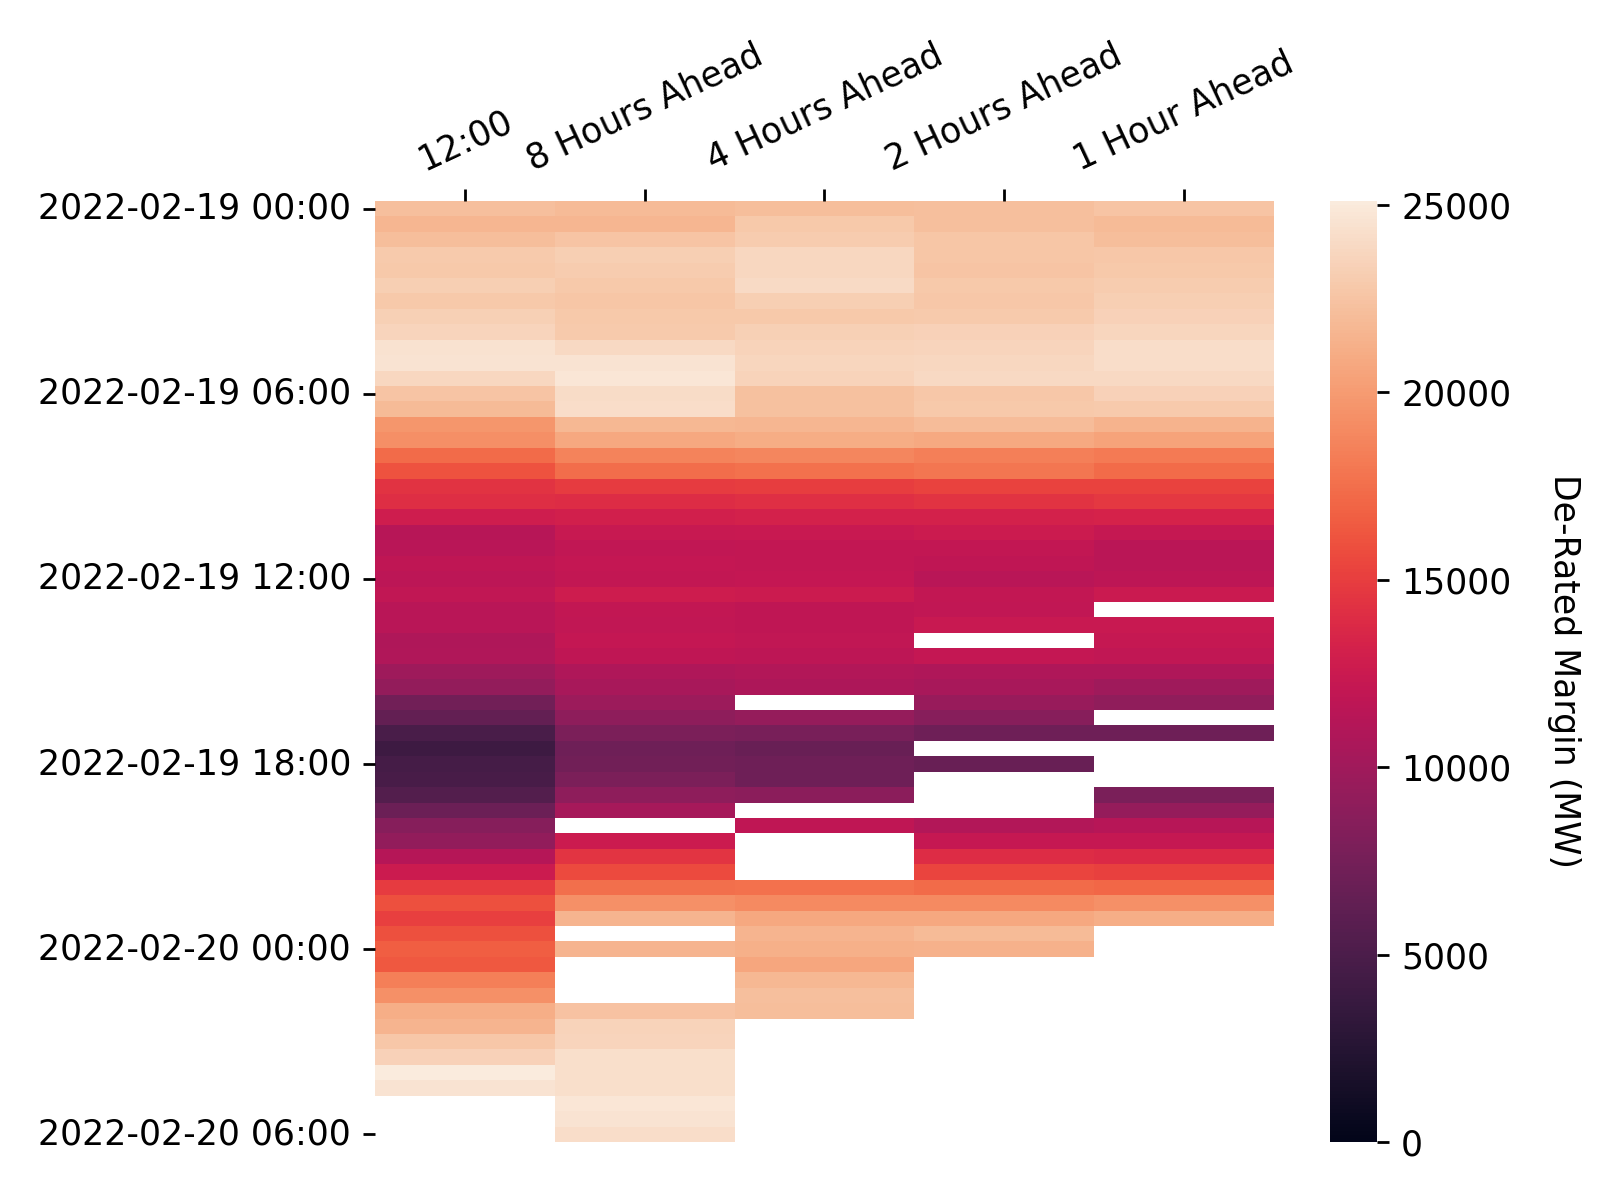 12:00
8 Hours Ahead
4 Hours Ahead
2 Hours Ahead
1 Hour Ahead
2022-02-19 00:00
2022-02-19 06:00
2022-02-19 12:00
2022-02-19 18:00
2022-02-20 00:00
2022-02-20 06:00
25000
20000
15000
10000
5000
0
De-Rated Margin (MW)